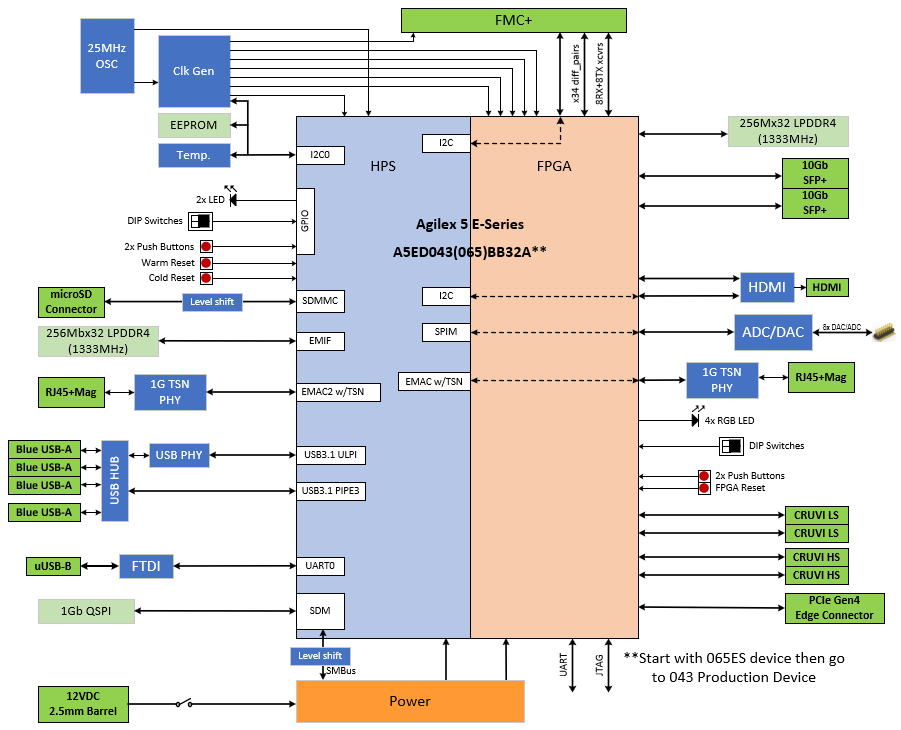 FMC+
25MHz
OSC
Clk Gen
x34 diff_pairs
8RX+8TX xcvrs
EEPROM
Temp.
I2C0
I2C
HPS
FPGA
256Mx32 LPDDR4
(1333MHz)
10Gb
SFP+
10Gb
SFP+
2x LED
DIP Switches
GPIO
2x Push Buttons
Warm Reset
Cold Reset
Agilex 5 E-Series
A5ED043(065)BB32A**
microSD
Connector
Level shift
SDMMC
I2C
HDMI
HDMI
256Mbx32 LPDDR4
(1333MHz)
EMIF
SPIM
ADC/DAC
8x DAC/ADC
RJ45+Mag
1G TSN
PHY
EMAC2 w/TSN
EMAC w/TSN
1G TSN
PHY
RJ45+Mag
4x RGB LED
DIP Switches
Blue USB-A
Blue USB-A
Blue USB-A
Blue USB-A
USB HUB
USB PHY
USB3.1 ULPI
USB3.1 PIPE3
2x Push Buttons
FPGA Reset
CRUVI LS
CRUVI LS
CRUVI HS
CRUVI HS
uUSB-B
FTDI
UART0
1Gb QSPI
SDM
PCIe Gen4
Edge Connector
Level shift
SMBus
UART
JTAG
**Start with 065ES device then go
to 043 Production Device
12VDC
2.5mm Barrel
Power